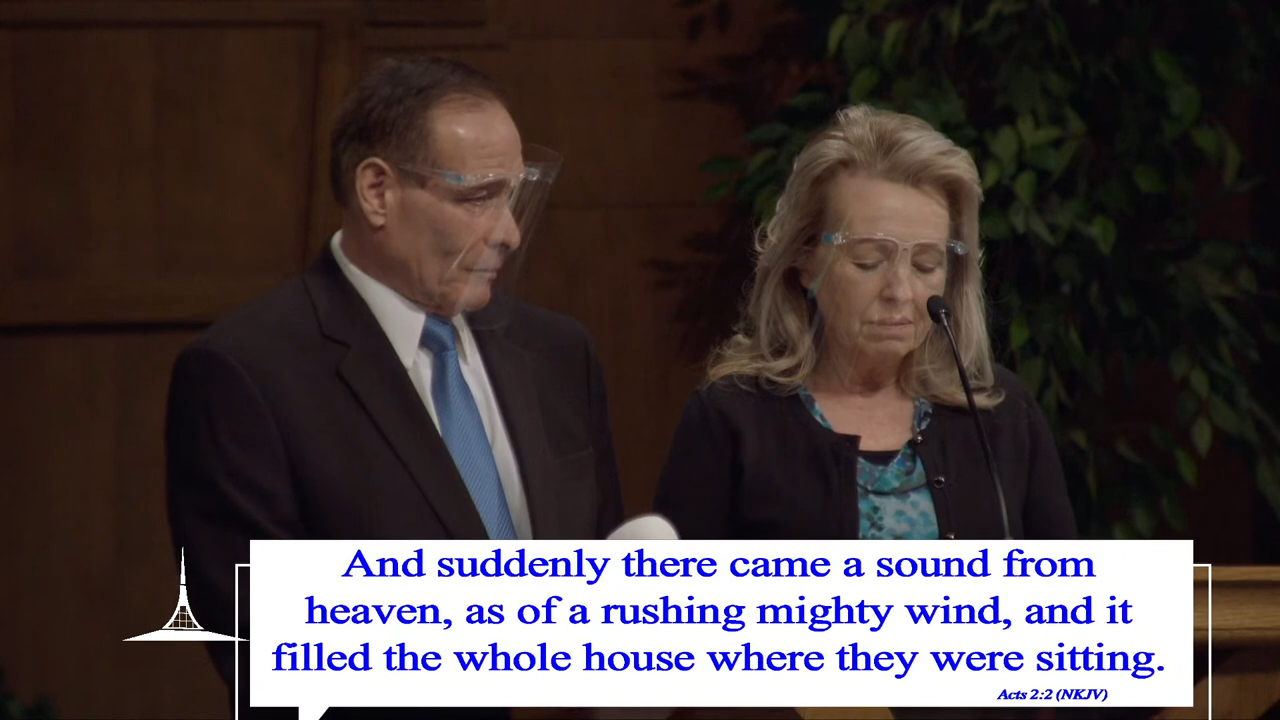 And suddenly there came a sound from
heaven, as of a rushing mighty wind, and it
filled the whole house where they were sitting.
Acts 2:2 (NKJV)